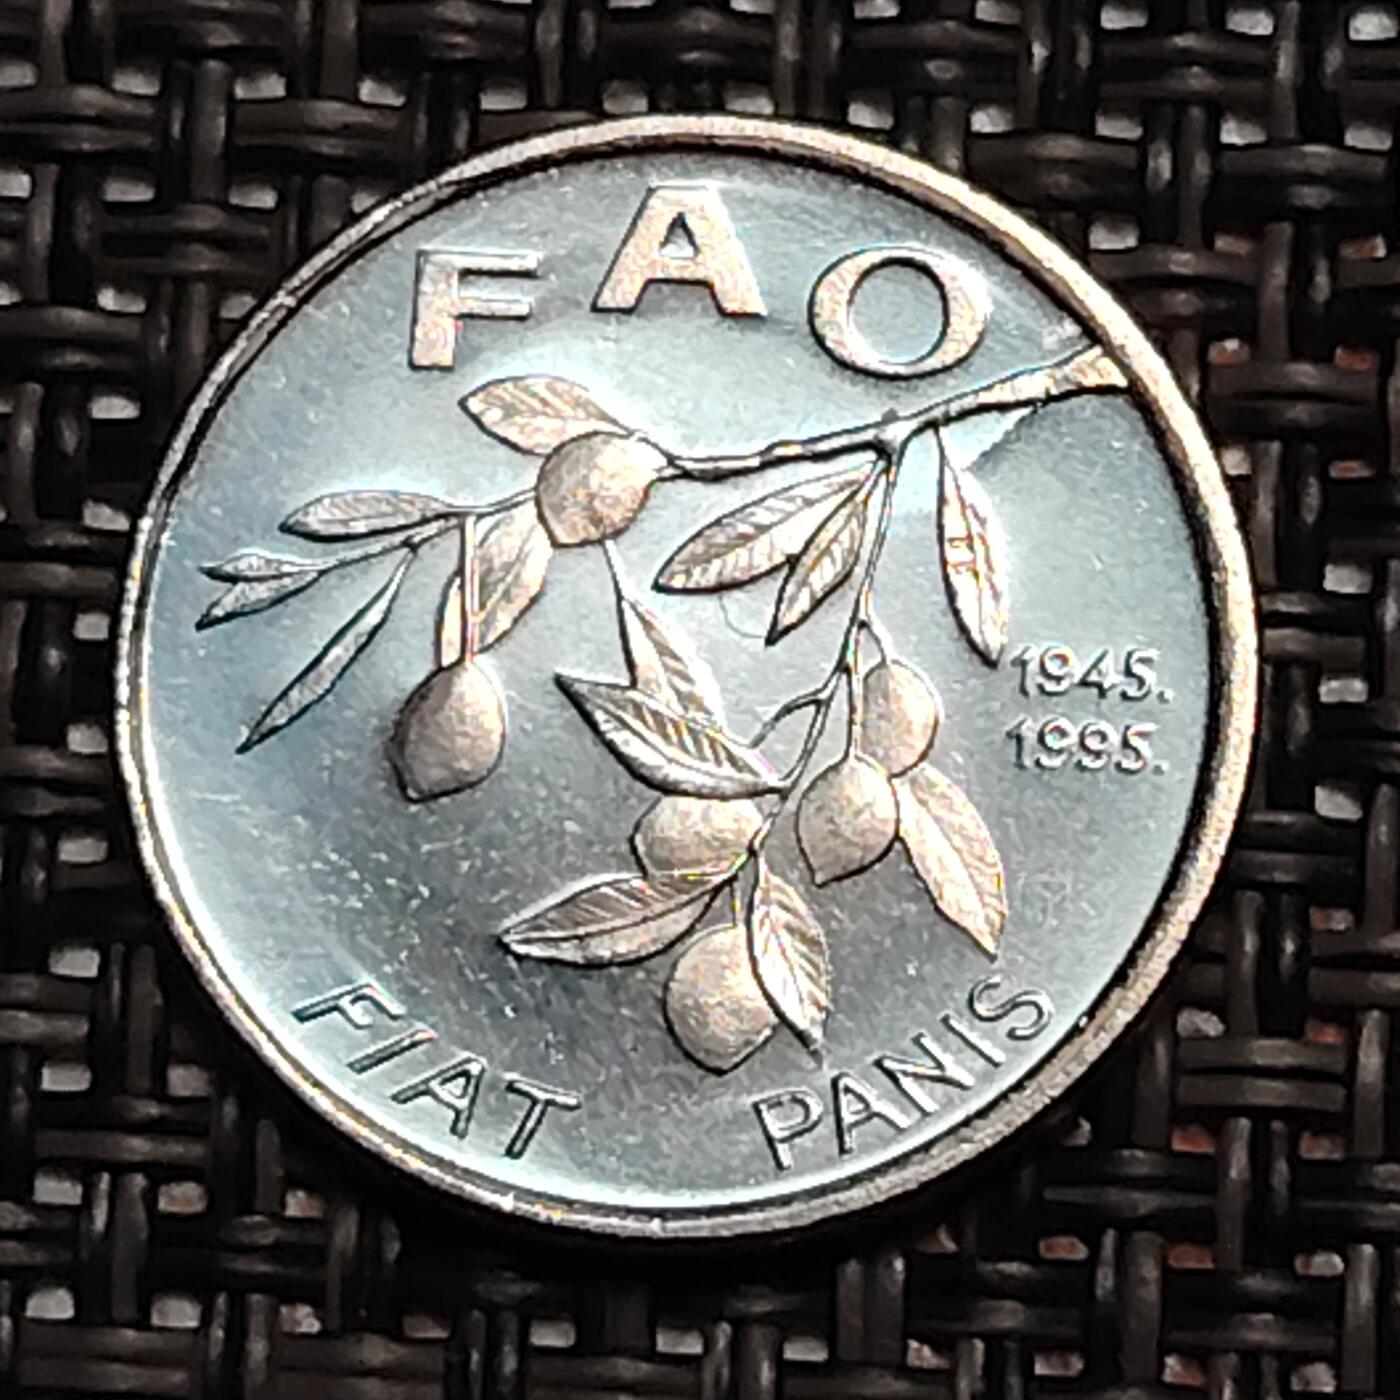 FAO
1945.
1995.
FIAT PANIS